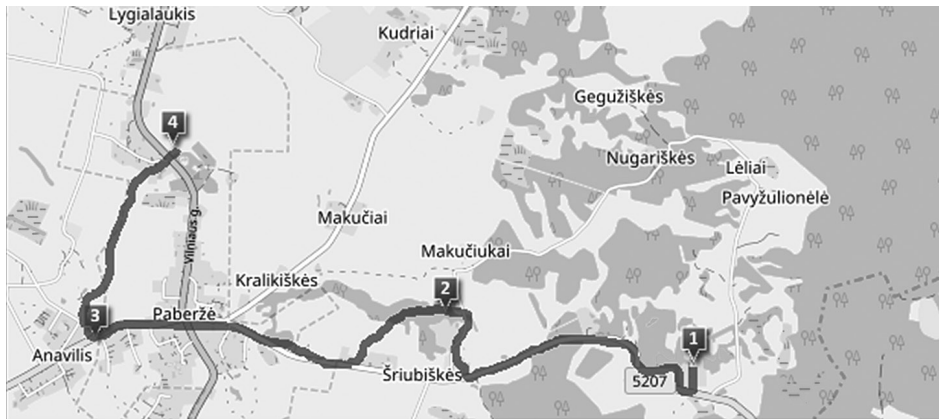 Lygialaukis
Kudriai
Gegužiškės
4
Nugariškės
Lėliai
Pavyžulionėlė
Makučiai
Vilniaus g.
Makučiukai
Kralikiškės
2
Paberžė
3
1
Anavilis
Šriubiškės
5207